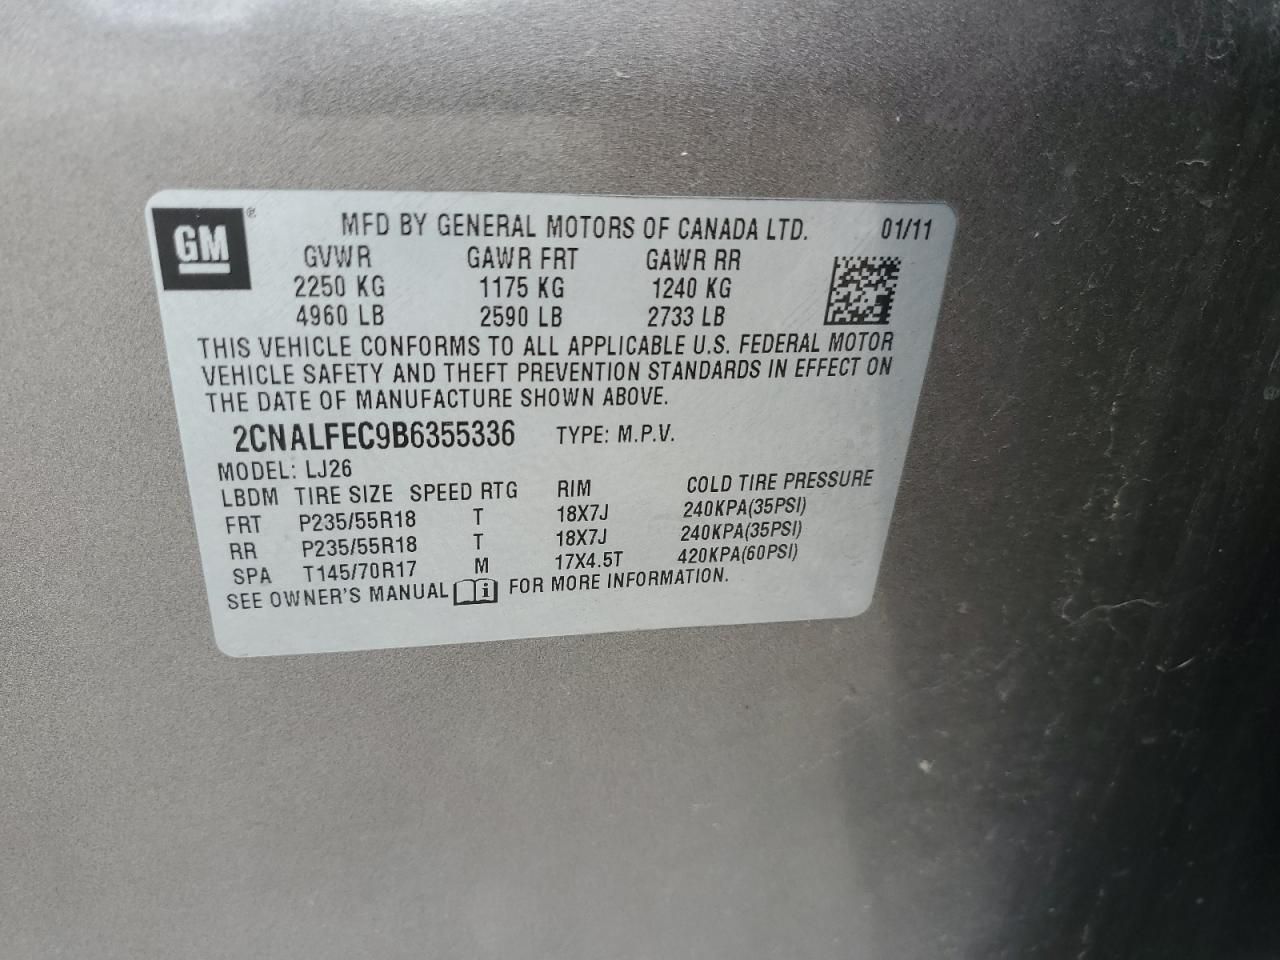 GM®
MFD BY GENERAL MOTORS OF CANADA LTD. 01/11
GVWR GAWR FRT GAWR RR
2250 KG 1175 KG 1240 KG
4960 LB 2590 LB 2733 LB
THIS VEHICLE CONFORMS TO ALL APPLICABLE U.S. FEDERAL MOTOR
VEHICLE SAFETY AND THEFT PREVENTION STANDARDS IN EFFECT ON
THE DATE OF MANUFACTURE SHOWN ABOVE.
2CNALFEC9B6355336 TYPE: M.P.V.
MODEL: LJ26
LBDM TIRE SIZE SPEED RTG RIM COLD TIRE PRESSURE
FRT P235/55R18 T 18X7J 240KPA(35PSI)
RR P235/55R18 T 18X7J 240KPA(35PSI)
SPA T145/70R17 M 17X4.5T 420KPA(60PSI)
SEE OWNER'S MANUAL i FOR MORE INFORMATION.